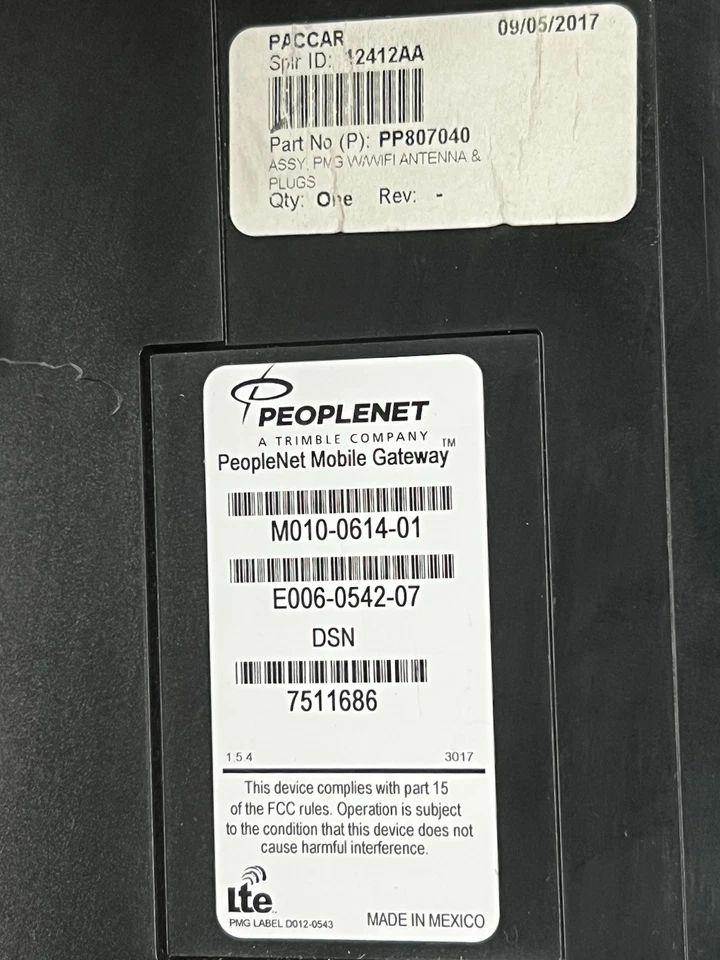 PACCAR
09/05/2017
Splr ID: 12412AA
Part No (P): PP807040
ASSY, PMG W/WIFI ANTENNA &
PLUGS
Qty: One Rev: -
PEOPLENET
A TRIMBLE COMPANY
PeopleNet Mobile Gateway™
M010-0614-01
E006-0542-07
DSN
7511686
1.5.4 3017
This device complies with part 15
of the FCC rules. Operation is subject
to the condition that this device does not
cause harmful interference.
Lte
PMG LABEL D012-0543
MADE IN MEXICO